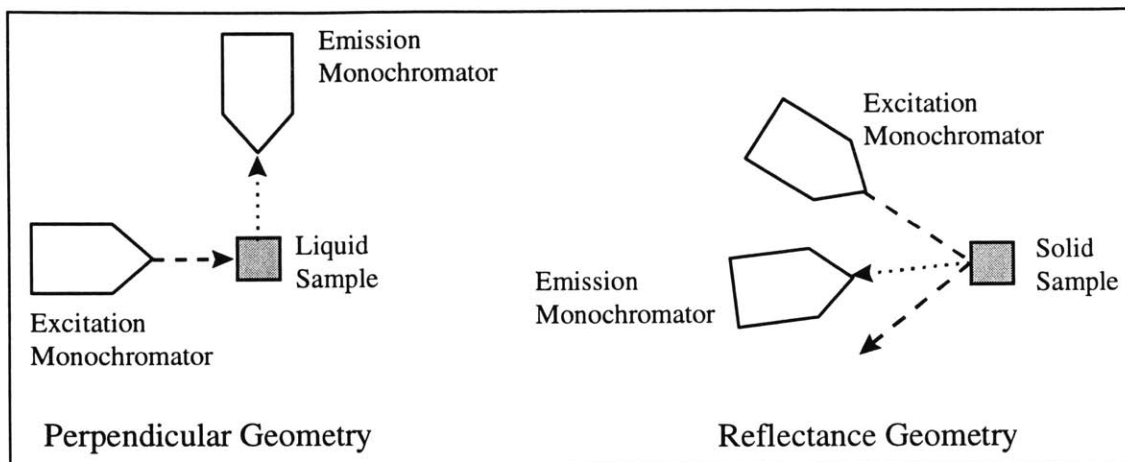 Emission
Monochromator
Excitation
Monochromator
Liquid
Sample
Excitation
Monochromator
Perpendicular Geometry
Solid
Sample
Emission
Monochromator
Reflectance Geometry